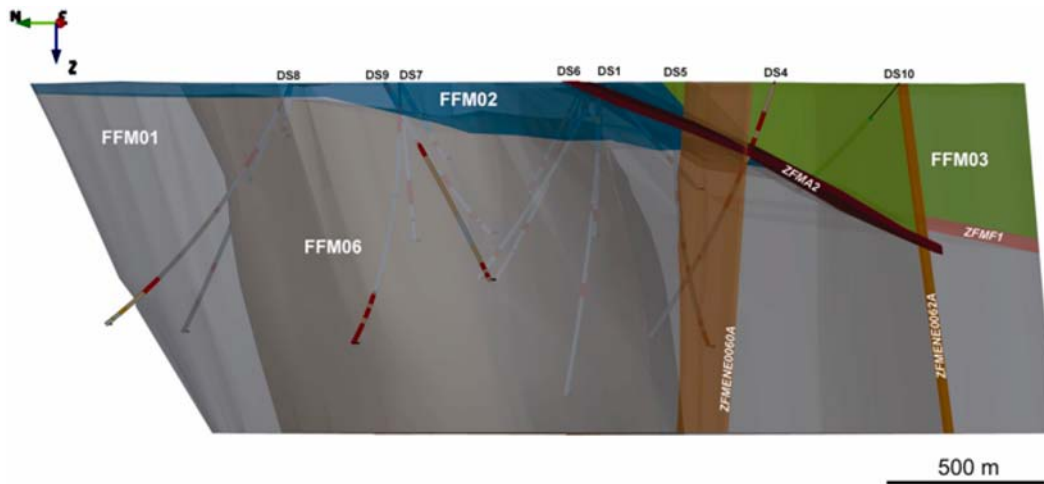 N E
Z
DS8 DS9 DS7 DS6 DS1 DS5 DS4 DS10
FFM02
FFM01
FFM03
ZFMA2
ZFMF1
FFM06
ZFMENE0060A
ZFMENE0062A
500 m